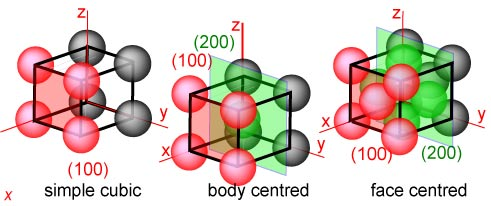 z
y
x
(100)
simple cubic
z
(200)
(100)
x
y
body centred
z
x
y
(100)
(200)
face centred